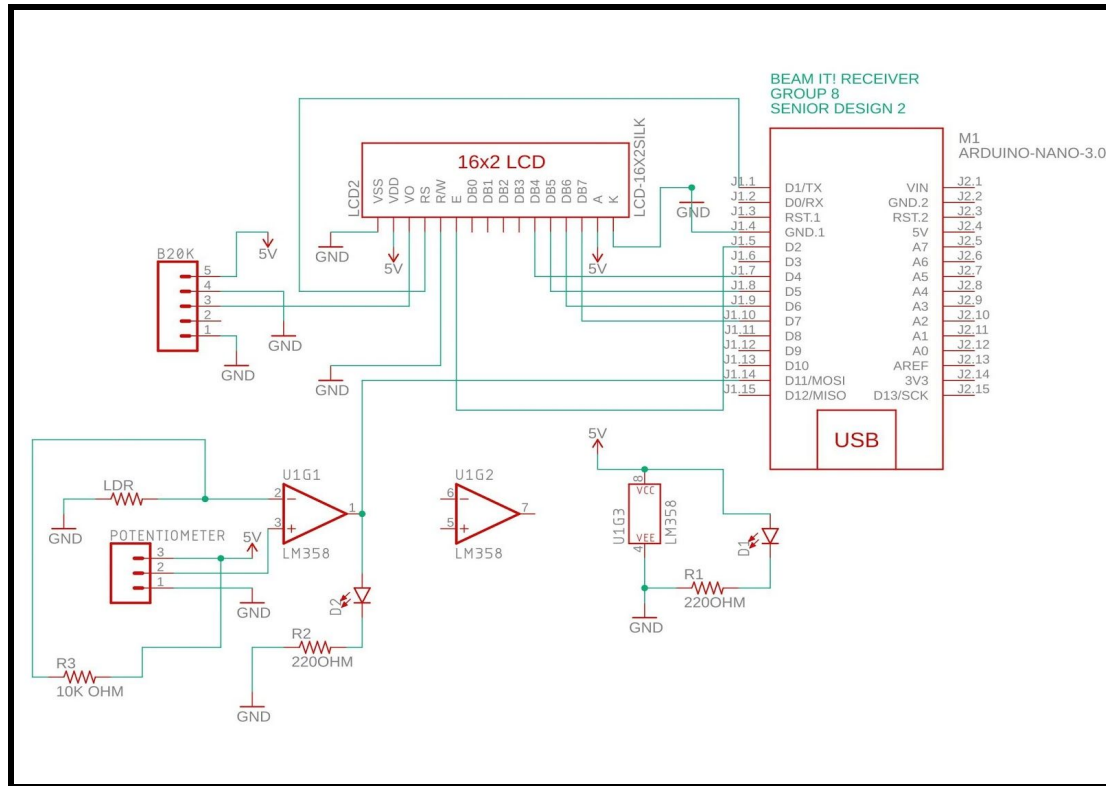 BEAM IT! RECEIVER
GROUP 8
SENIOR DESIGN 2
M1
ARDUINO-NANO-3.0
16x2 LCD
LCD2
LCD-16X2SILK
VSS
VDD
VO
RS
R/W
E
DB0
DB1
DB2
DB3
DB4
DB5
DB6
DB7
A
K
GND
5V
5V
GND
J1.1 D1/TX VIN J2.1
J1.2 D0/RX GND.2 J2.2
J1.3 RST.1 RST.2 J2.3
J1.4 GND.1 5V J2.4
J1.5 D2 A7 J2.5
J1.6 D3 A6 J2.6
J1.7 D4 A5 J2.7
J1.8 D5 A4 J2.8
J1.9 D6 A3 J2.9
J1.10 D7 A2 J2.10
J1.11 D8 A1 J2.11
J1.12 D9 A0 J2.12
J1.13 D10 AREF J2.13
J1.14 D11/MOSI 3V3 J2.14
J1.15 D12/MISO D13/SCK J2.15
USB
B20K
5V
5
4
3
2
1
GND
GND
GND
LDR
GND
U1G1
2
3
1
LM358
POTENTIOMETER
5V
3
2
1
GND
D2
R2
220OHM
GND
R3
10K OHM
U1G2
6
5
7
LM358
5V
8
VCC
U1G3
LM358
VEE
4
GND
D1
R1
220OHM